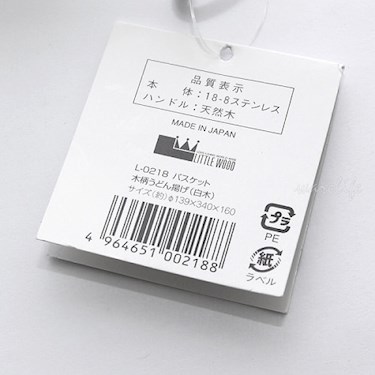 品質表示
本 体：18-8ステンレス
ハンドル：天然木
MADE IN JAPAN
LITTLE WOOD
L-0218 バスケット
木柄うどん揚げ(白木)
サイズ(約)φ139×340×160
4 964651 002188
プラ
PE
紙
ラベル